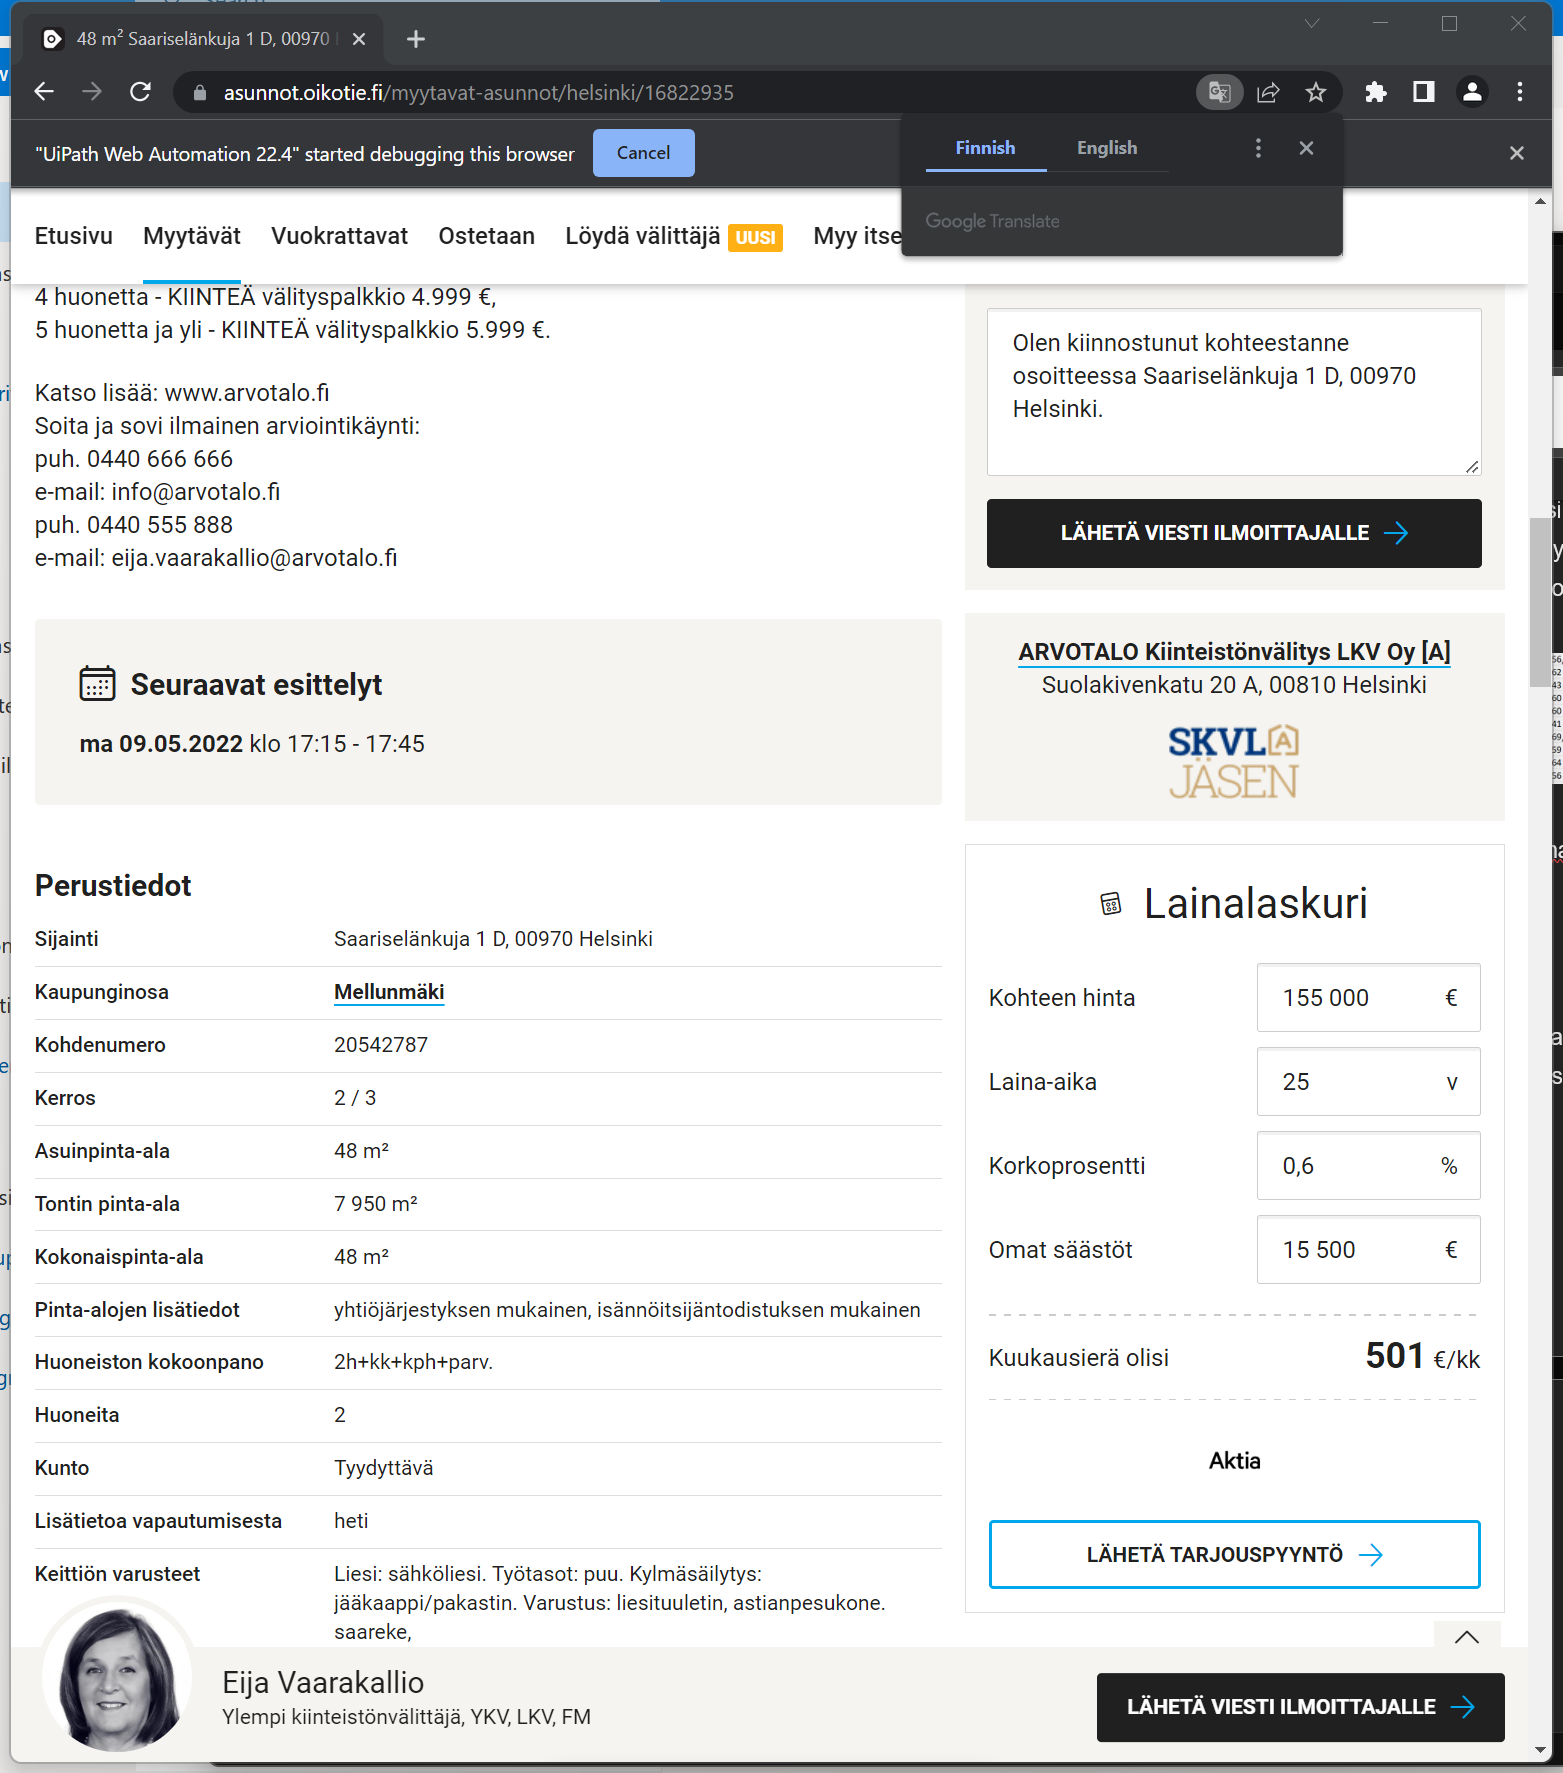 48 m² Saariselänkuja 1 D, 00970
asunnot.oikotie.fi/myytavat-asunnot/helsinki/16822935
"UiPath Web Automation 22.4" started debugging this browser
Cancel
Finnish
English
Google Translate
Etusivu
Myytävät
Vuokrattavat
Ostetaan
Löydä välittäjä UUSI
Myy itse
4 huonetta - KIINTEÄ välityspalkkio 4.999 €,
5 huonetta ja yli - KIINTEÄ välityspalkkio 5.999 €.
Katso lisää: www.arvotalo.fi
Soita ja sovi ilmainen arviointikäynti:
puh. 0440 666 666
e-mail: info@arvotalo.fi
puh. 0440 555 888
e-mail: eija.vaarakallio@arvotalo.fi
Seuraavat esittelyt
ma 09.05.2022 klo 17:15 - 17:45
Perustiedot
Sijainti Saariselänkuja 1 D, 00970 Helsinki
Kaupunginosa Mellunmäki
Kohdenumero 20542787
Kerros 2 / 3
Asuinpinta-ala 48 m²
Tontin pinta-ala 7 950 m²
Kokonaispinta-ala 48 m²
Pinta-alojen lisätiedot yhtiöjärjestyksen mukainen, isännöitsijäntodistuksen mukainen
Huoneiston kokoonpano 2h+kk+kph+parv.
Huoneita 2
Kunto Tyydyttävä
Lisätietoa vapautumisesta heti
Keittiön varusteet Liesi: sähköliesi. Työtasot: puu. Kylmäsäilytys:
jääkaappi/pakastin. Varustus: liesituuletin, astianpesukone.
saareke,
Olen kiinnostunut kohteestanne
osoitteessa Saariselänkuja 1 D, 00970
Helsinki.
LÄHETÄ VIESTI ILMOITTAJALLE
ARVOTALO Kiinteistönvälitys LKV Oy [A]
Suolakivenkatu 20 A, 00810 Helsinki
SKVL A
JÄSEN
Lainalaskuri
Kohteen hinta 155 000 €
Laina-aika 25 v
Korkoprosentti 0,6 %
Omat säästöt 15 500 €
Kuukausierä olisi 501 €/kk
Aktia
LÄHETÄ TARJOUSPYYNTÖ
Eija Vaarakallio
Ylempi kiinteistönvälittäjä, YKV, LKV, FM
LÄHETÄ VIESTI ILMOITTAJALLE